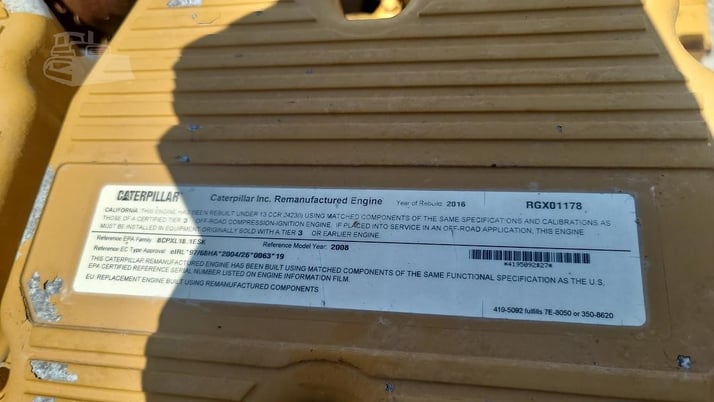 CATERPILLAR Caterpillar Inc. Remanufactured Engine Year of Rebuild: 2016 RGX01178
CALIFORNIA: THIS ENGINE HAS BEEN REBUILT UNDER 13 CCR 2423(l) USING MATCHED COMPONENTS OF THE SAME SPECIFICATIONS AND CALIBRATIONS AS
THOSE OF A CERTIFIED TIER 3 OFF-ROAD COMPRESSION-IGNITION ENGINE. IF PLACED INTO SERVICE IN AN OFF-ROAD APPLICATION, THIS ENGINE
MUST BE INSTALLED IN EQUIPMENT ORIGINALLY SOLD WITH A TIER 3 OR EARLIER ENGINE.
Reference EPA Family: 8CPXL18.1ESK Reference Model Year: 2008
Reference EC Type Approval: eIRL*97/68HA*2004/26*0063*19 *4195092R27*
THIS CATERPILLAR REMANUFACTURED ENGINE HAS BEEN BUILT USING MATCHED COMPONENTS OF THE SAME FUNCTIONAL SPECIFICATION AS THE U.S.
EPA CERTIFIED REFERENCE SERIAL NUMBER LISTED ON ENGINE INFORMATION FILM.
EU: REPLACEMENT ENGINE BUILT USING REMANUFACTURED COMPONENTS
419-5092 fulfills 7E-8050 or 350-8620